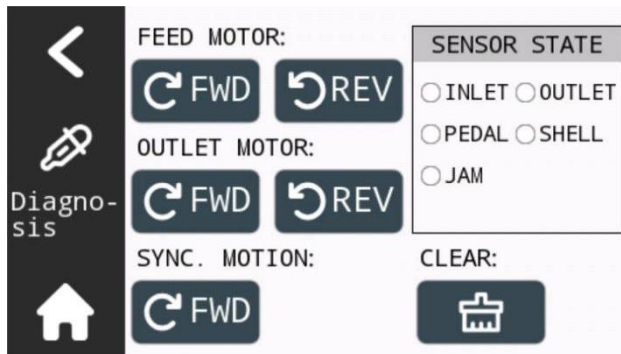 Diagno-
sis
FEED MOTOR:
FWD REV
OUTLET MOTOR:
FWD REV
SYNC. MOTION:
FWD
SENSOR STATE
INLET OUTLET
PEDAL SHELL
JAM
CLEAR: